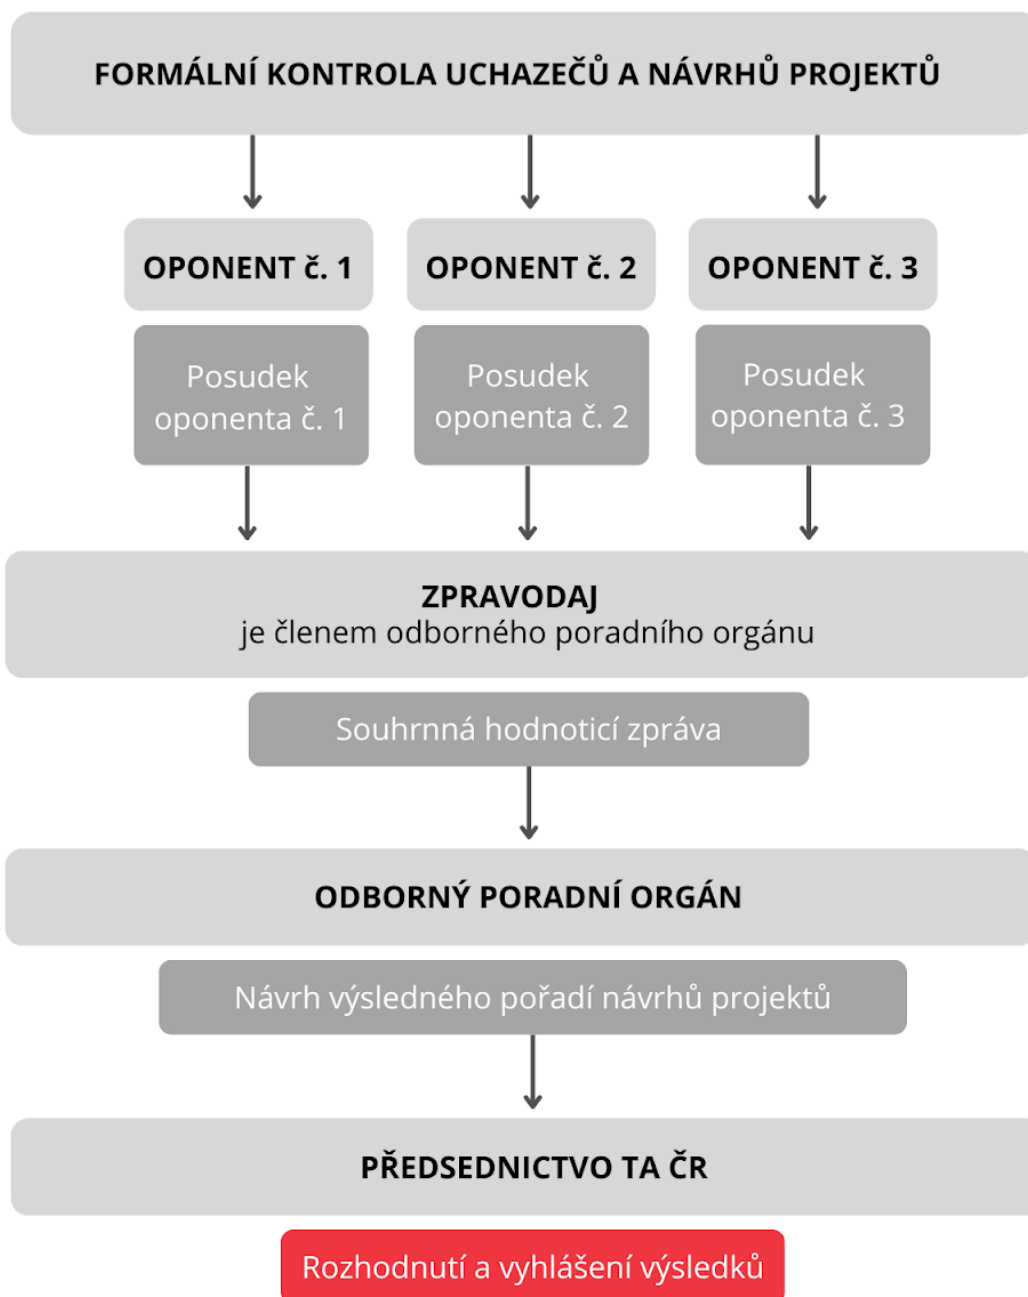 FORMÁLNÍ KONTROLA UCHAZEČŮ A NÁVRHŮ PROJEKTŮ
OPONENT č. 1
OPONENT č. 2
OPONENT č. 3
Posudek
oponenta č. 1
Posudek
oponenta č. 2
Posudek
oponenta č. 3
ZPRAVODAJ
je členem odborného poradního orgánu
Souhrnná hodnoticí zpráva
ODBORNÝ PORADNÍ ORGÁN
Návrh výsledného pořadí návrhů projektů
PŘEDSEDNICTVO TA ČR
Rozhodnutí a vyhlášení výsledků